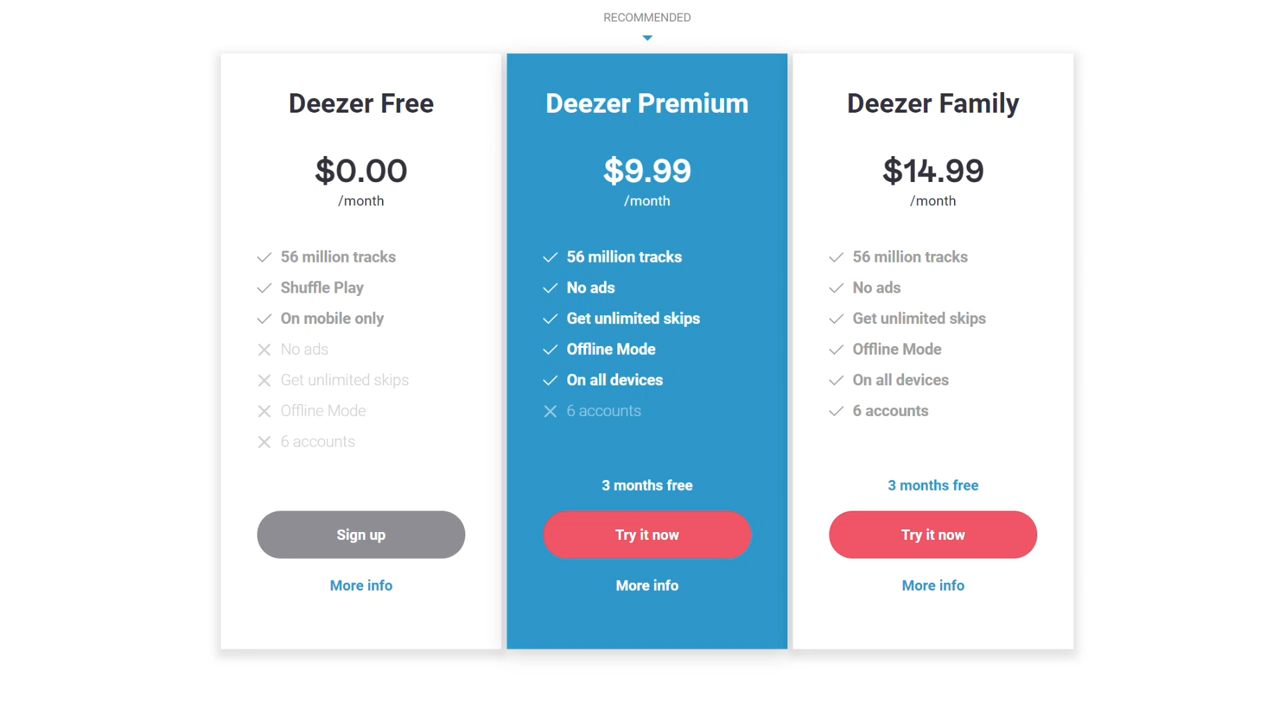 RECOMMENDED
Deezer Free
$0.00
/month
56 million tracks
Shuffle Play
On mobile only
No ads
Get unlimited skips
Offline Mode
6 accounts
Sign up
More info
Deezer Premium
$9.99
/month
56 million tracks
No ads
Get unlimited skips
Offline Mode
On all devices
6 accounts
3 months free
Try it now
More info
Deezer Family
$14.99
/month
56 million tracks
No ads
Get unlimited skips
Offline Mode
On all devices
6 accounts
3 months free
Try it now
More info